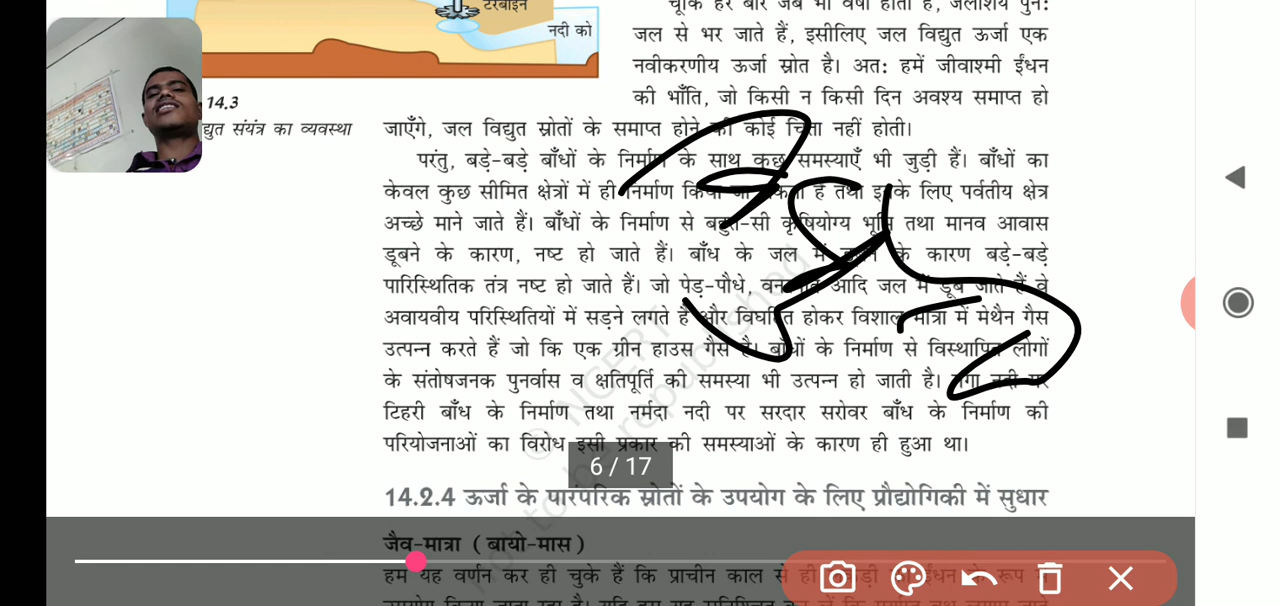 टरबाइन
नदी को
14.3
द्युत संयंत्र का व्यवस्था
चूँकि हर बार जब भी वर्षा होती है, जलाशय पुन:
जल से भर जाते हैं, इसीलिए जल विद्युत ऊर्जा एक
नवीकरणीय ऊर्जा स्रोत है। अत: हमें जीवाश्मी ईंधन
की भाँति, जो किसी न किसी दिन अवश्य समाप्त हो
जाएँगे, जल विद्युत स्रोतों के समाप्त होने की कोई चिंता नहीं होती।
परंतु, बड़े-बड़े बाँधों के निर्माण के साथ कुछ समस्याएँ भी जुड़ी हैं। बाँधों का
केवल कुछ सीमित क्षेत्रों में ही निर्माण किया जा सकता है तथा इनके लिए पर्वतीय क्षेत्र
अच्छे माने जाते हैं। बाँधों के निर्माण से बहुत-सी कृषियोग्य भूमि तथा मानव आवास
डूबने के कारण, नष्ट हो जाते हैं। बाँध के जल में डूबने के कारण बड़े-बड़े
पारिस्थितिक तंत्र नष्ट हो जाते हैं। जो पेड़-पौधे, वनस्पति आदि जल में डूब जाते हैं वे
अवायवीय परिस्थितियों में सड़ने लगते हैं और विघटित होकर विशाल मात्रा में मेथैन गैस
उत्पन्न करते हैं जो कि एक ग्रीन हाउस गैस है। बाँधों के निर्माण से विस्थापित लोगों
के संतोषजनक पुनर्वास व क्षतिपूर्ति की समस्या भी उत्पन्न हो जाती है। गंगा नदी पर
टिहरी बाँध के निर्माण तथा नर्मदा नदी पर सरदार सरोवर बाँध के निर्माण की
परियोजनाओं का विरोध इसी प्रकार की समस्याओं के कारण ही हुआ था।
6 / 17
14.2.4 ऊर्जा के पारंपरिक स्रोतों के उपयोग के लिए प्रौद्योगिकी में सुधार
जैव-मात्रा ( बायो-मास )
हम यह वर्णन कर ही चुके हैं कि प्राचीन काल से ही ईंधन के रूप में